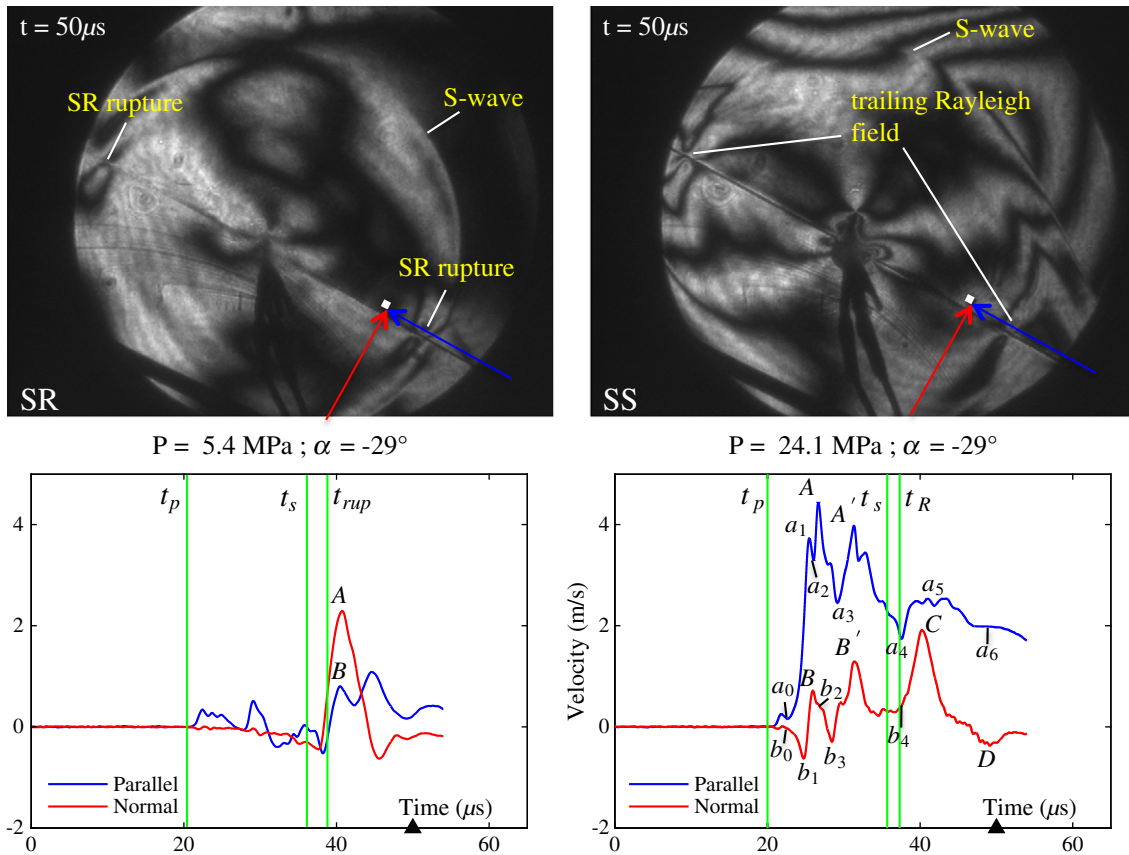 t = 50μs
SR rupture
S-wave
SR rupture
SR
P = 5.4 MPa ; α = -29°
t = 50μs
S-wave
trailing Rayleigh
field
SS
P = 24.1 MPa ; α = -29°
4
2
0
-2
t_p
t_s
t_rup
A
B
Parallel
Normal
Time (μs)
0
20
40
60
Velocity (m/s)
4
2
0
-2
t_p
A
A' t_s
t_R
a_1
a_2
a_3
a_5
a_4
a_6
B
B'
C
a_0
b_2
b_0
b_4
b_1
b_3
D
Parallel
Normal
Time (μs)
0
20
40
60